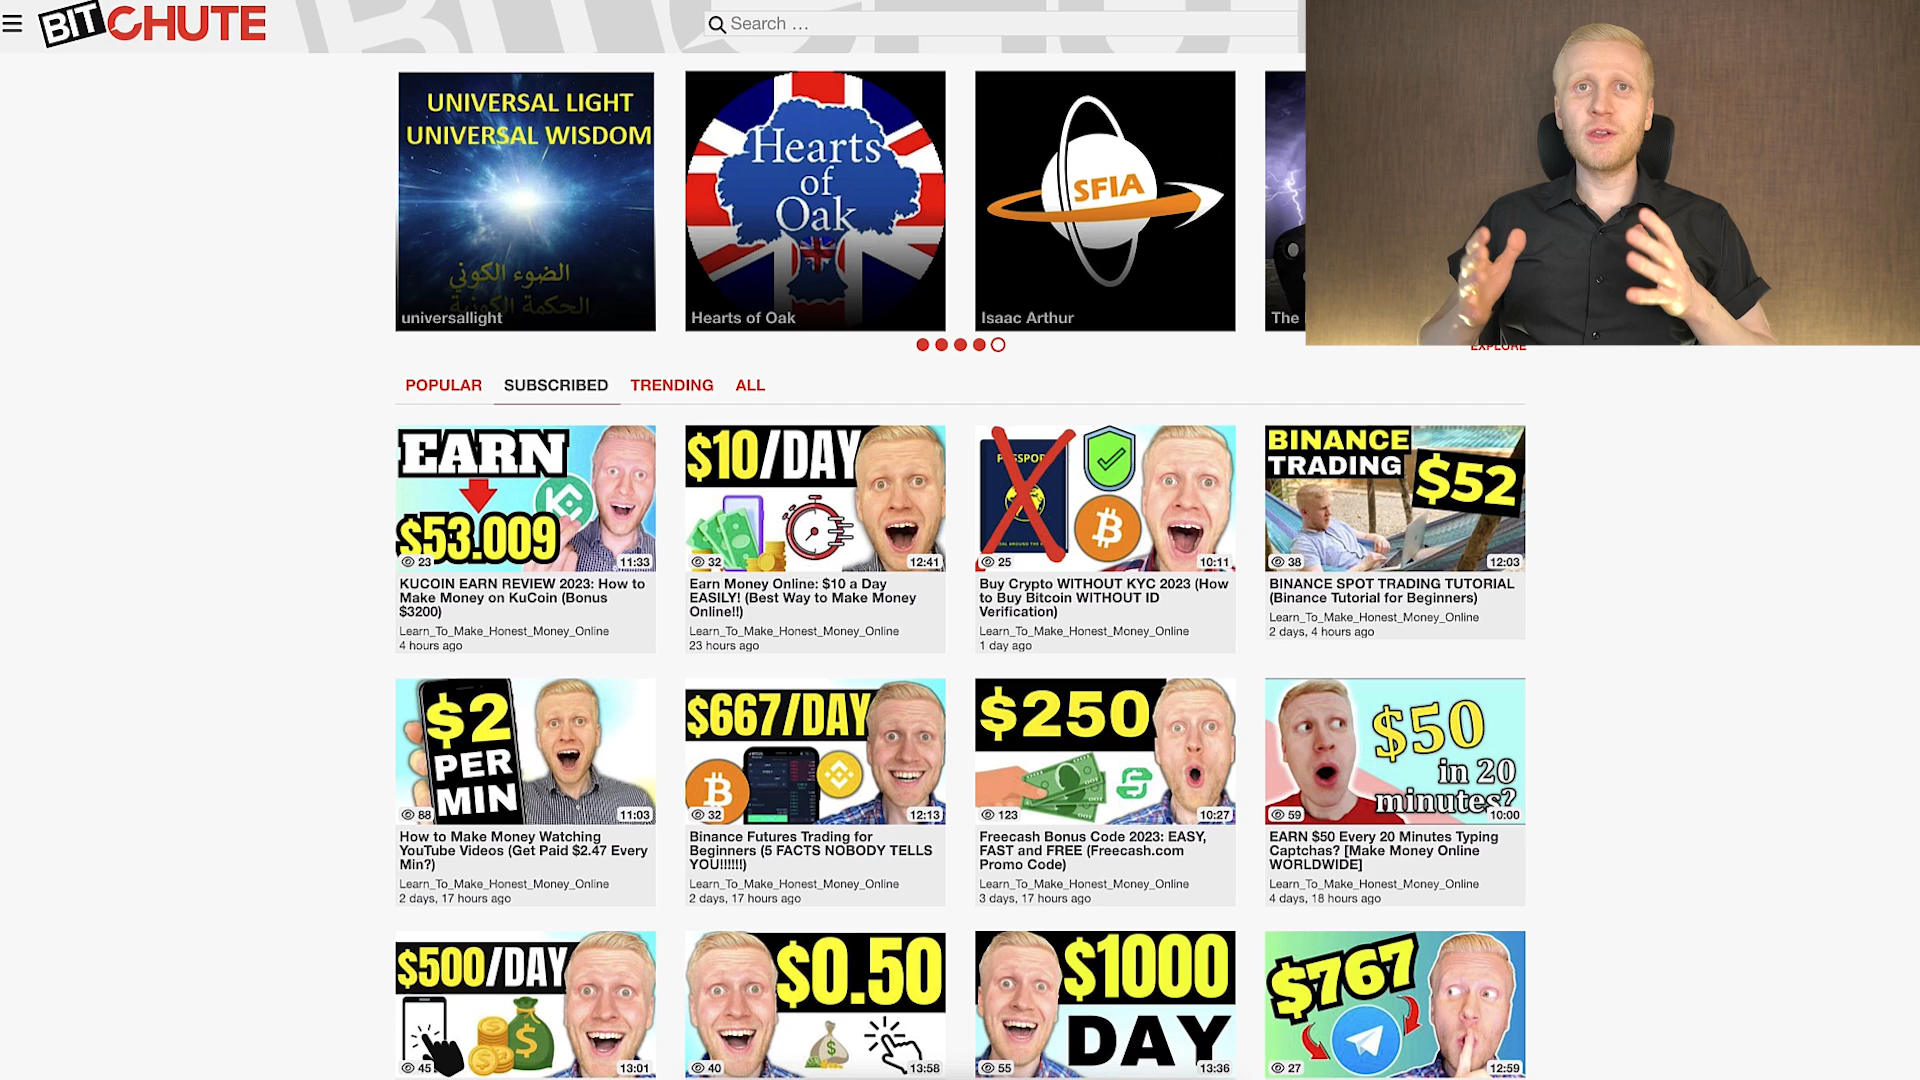 BITCHUTE
Search …
UNIVERSAL LIGHT
UNIVERSAL WISDOM
الضوء الكوني
الحكمة الكونية
universallight
Hearts
of
Oak
Hearts of Oak
SFIA
Isaac Arthur
The
EXPLORE
POPULAR SUBSCRIBED TRENDING ALL
EARN
$53.009
23 11:33
KUCOIN EARN REVIEW 2023: How to
Make Money on KuCoin (Bonus
$3200)
Learn_To_Make_Honest_Money_Online
4 hours ago
$10/DAY
32 12:41
Earn Money Online: $10 a Day
EASILY! (Best Way to Make Money
Online!!)
Learn_To_Make_Honest_Money_Online
23 hours ago
25 10:11
Buy Crypto WITHOUT KYC 2023 (How
to Buy Bitcoin WITHOUT ID
Verification)
Learn_To_Make_Honest_Money_Online
1 day ago
BINANCE
TRADING
$52
38 12:03
BINANCE SPOT TRADING TUTORIAL
(Binance Tutorial for Beginners)
Learn_To_Make_Honest_Money_Online
2 days, 4 hours ago
$2
PER
MIN
88 11:03
How to Make Money Watching
YouTube Videos (Get Paid $2.47 Every
Min?)
Learn_To_Make_Honest_Money_Online
2 days, 17 hours ago
$667/DAY
32 12:13
Binance Futures Trading for
Beginners (5 FACTS NOBODY TELLS
YOU!!!!!!)
Learn_To_Make_Honest_Money_Online
2 days, 17 hours ago
$250
123 10:27
Freecash Bonus Code 2023: EASY,
FAST and FREE (Freecash.com
Promo Code)
Learn_To_Make_Honest_Money_Online
3 days, 17 hours ago
$50
in 20
minutes?
59 10:00
EARN $50 Every 20 Minutes Typing
Captchas? [Make Money Online
WORLDWIDE]
Learn_To_Make_Honest_Money_Online
4 days, 18 hours ago
$500/DAY
45 13:01
$0.50
40 13:58
$1000
DAY
55 13:36
$767
27 12:59